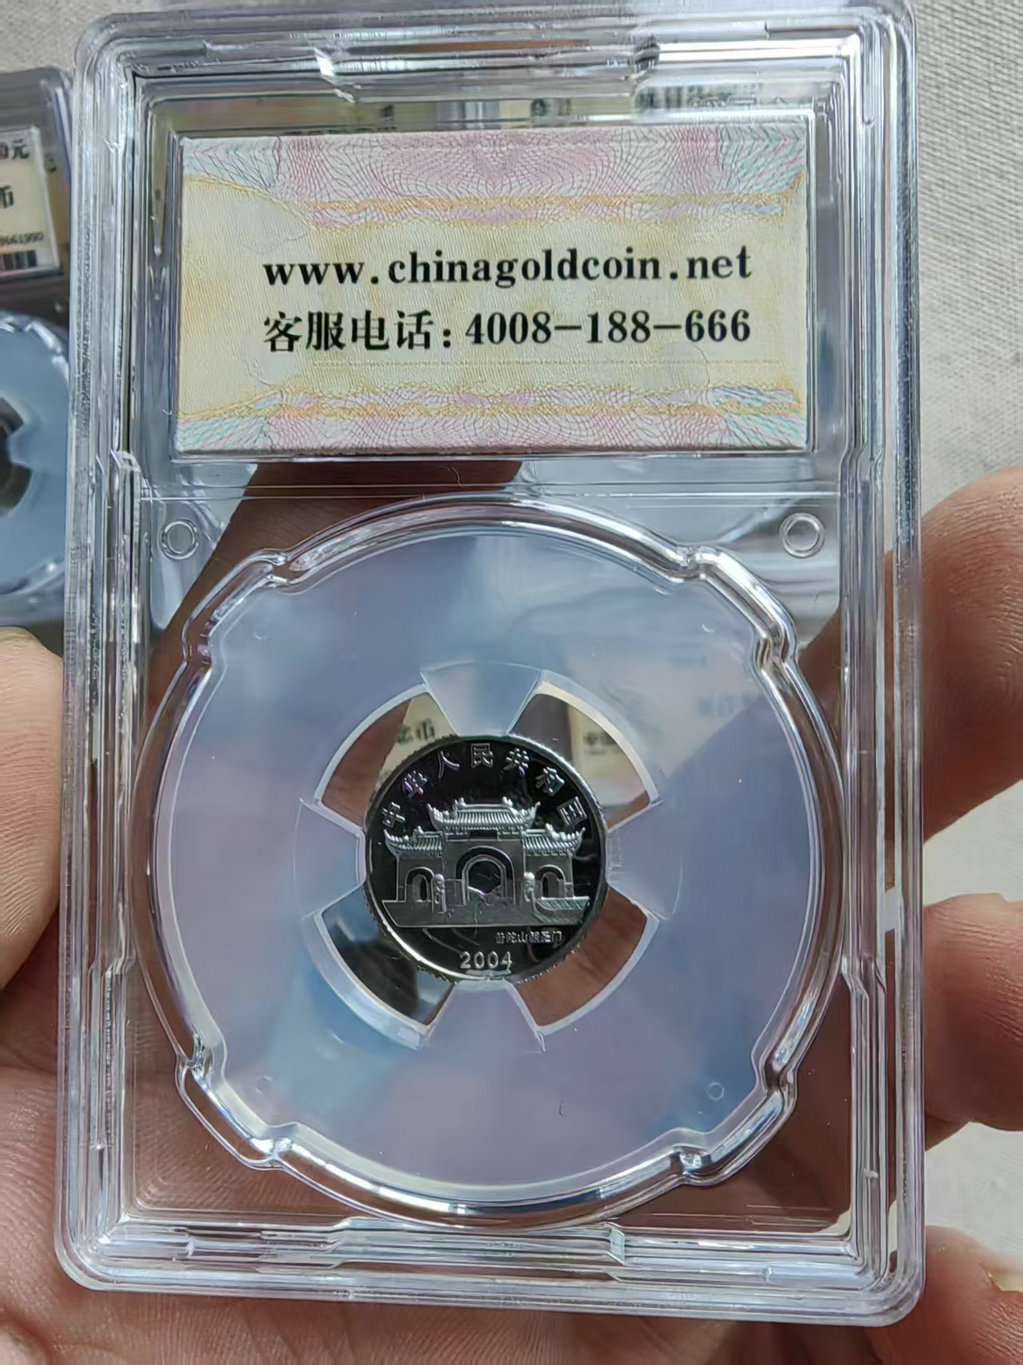 www.chinagoldcoin.net
客服电话：4008-188-666
中华人民共和国
2004